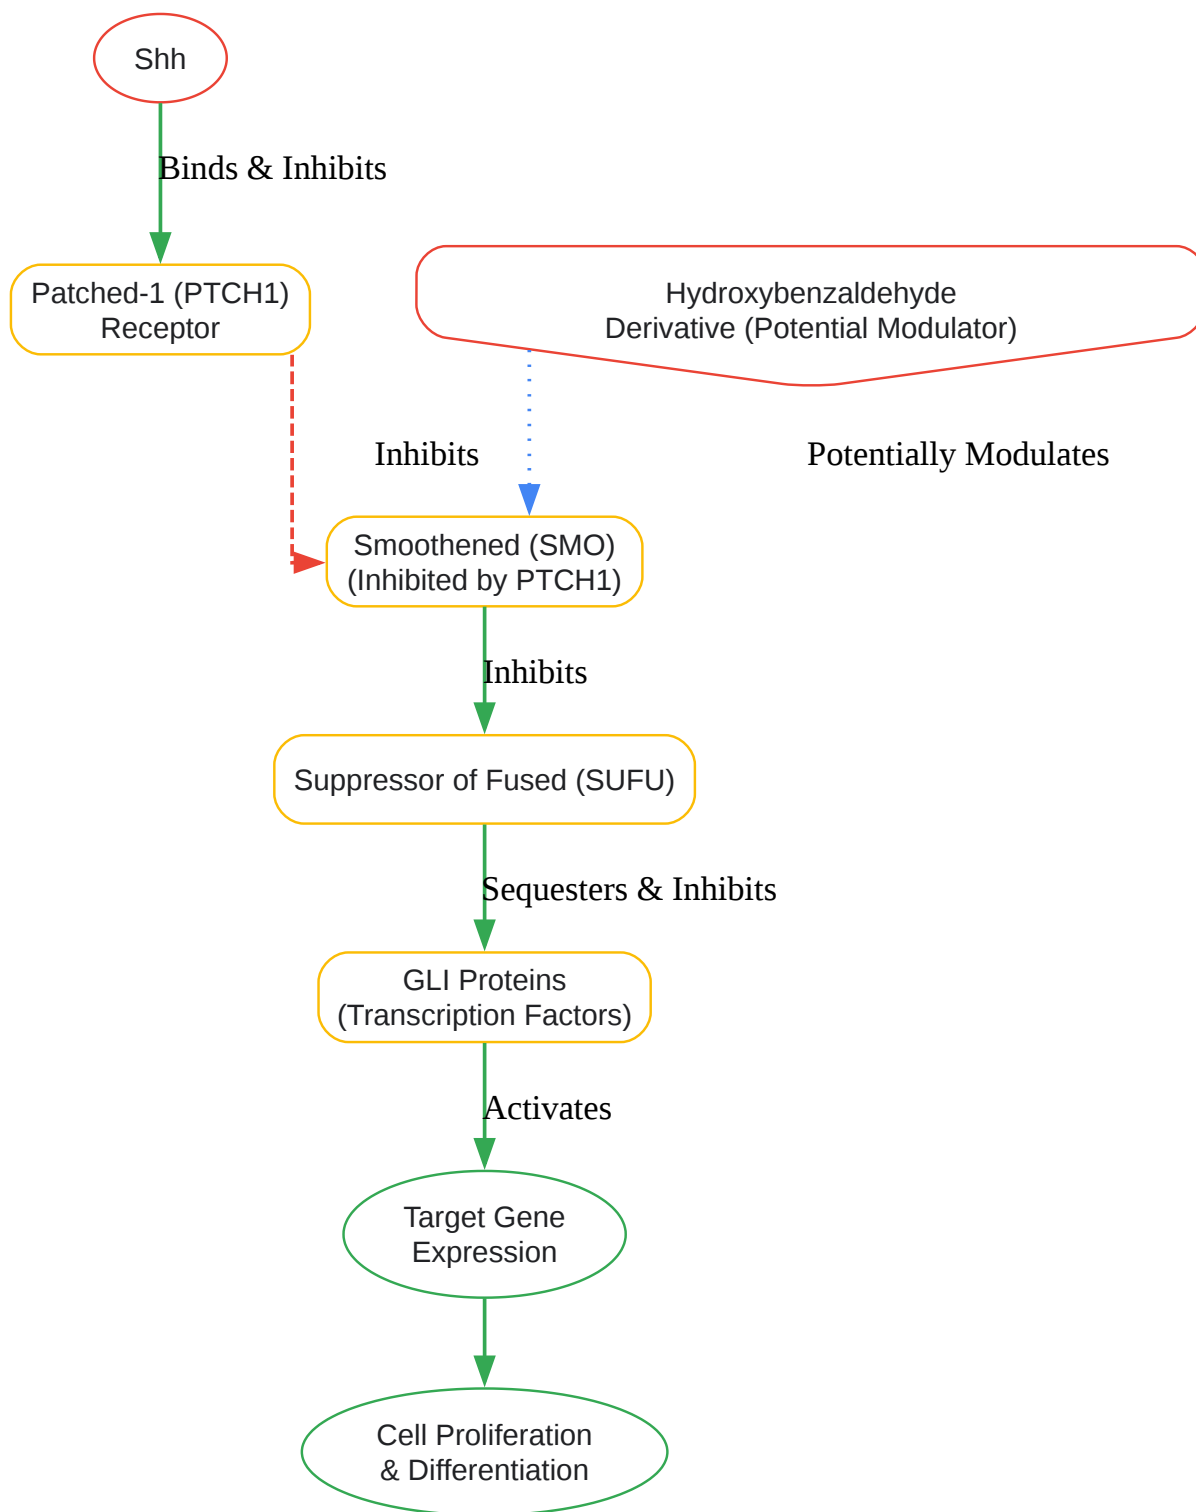 Shh
Binds & Inhibits
Patched-1 (PTCH1)
Receptor
Hydroxybenzaldehyde
Derivative (Potential Modulator)
Inhibits
Potentially Modulates
Smoothened (SMO)
(Inhibited by PTCH1)
Inhibits
Suppressor of Fused (SUFU)
Sequesters & Inhibits
GLI Proteins
(Transcription Factors)
Activates
Target Gene
Expression
Cell Proliferation
& Differentiation